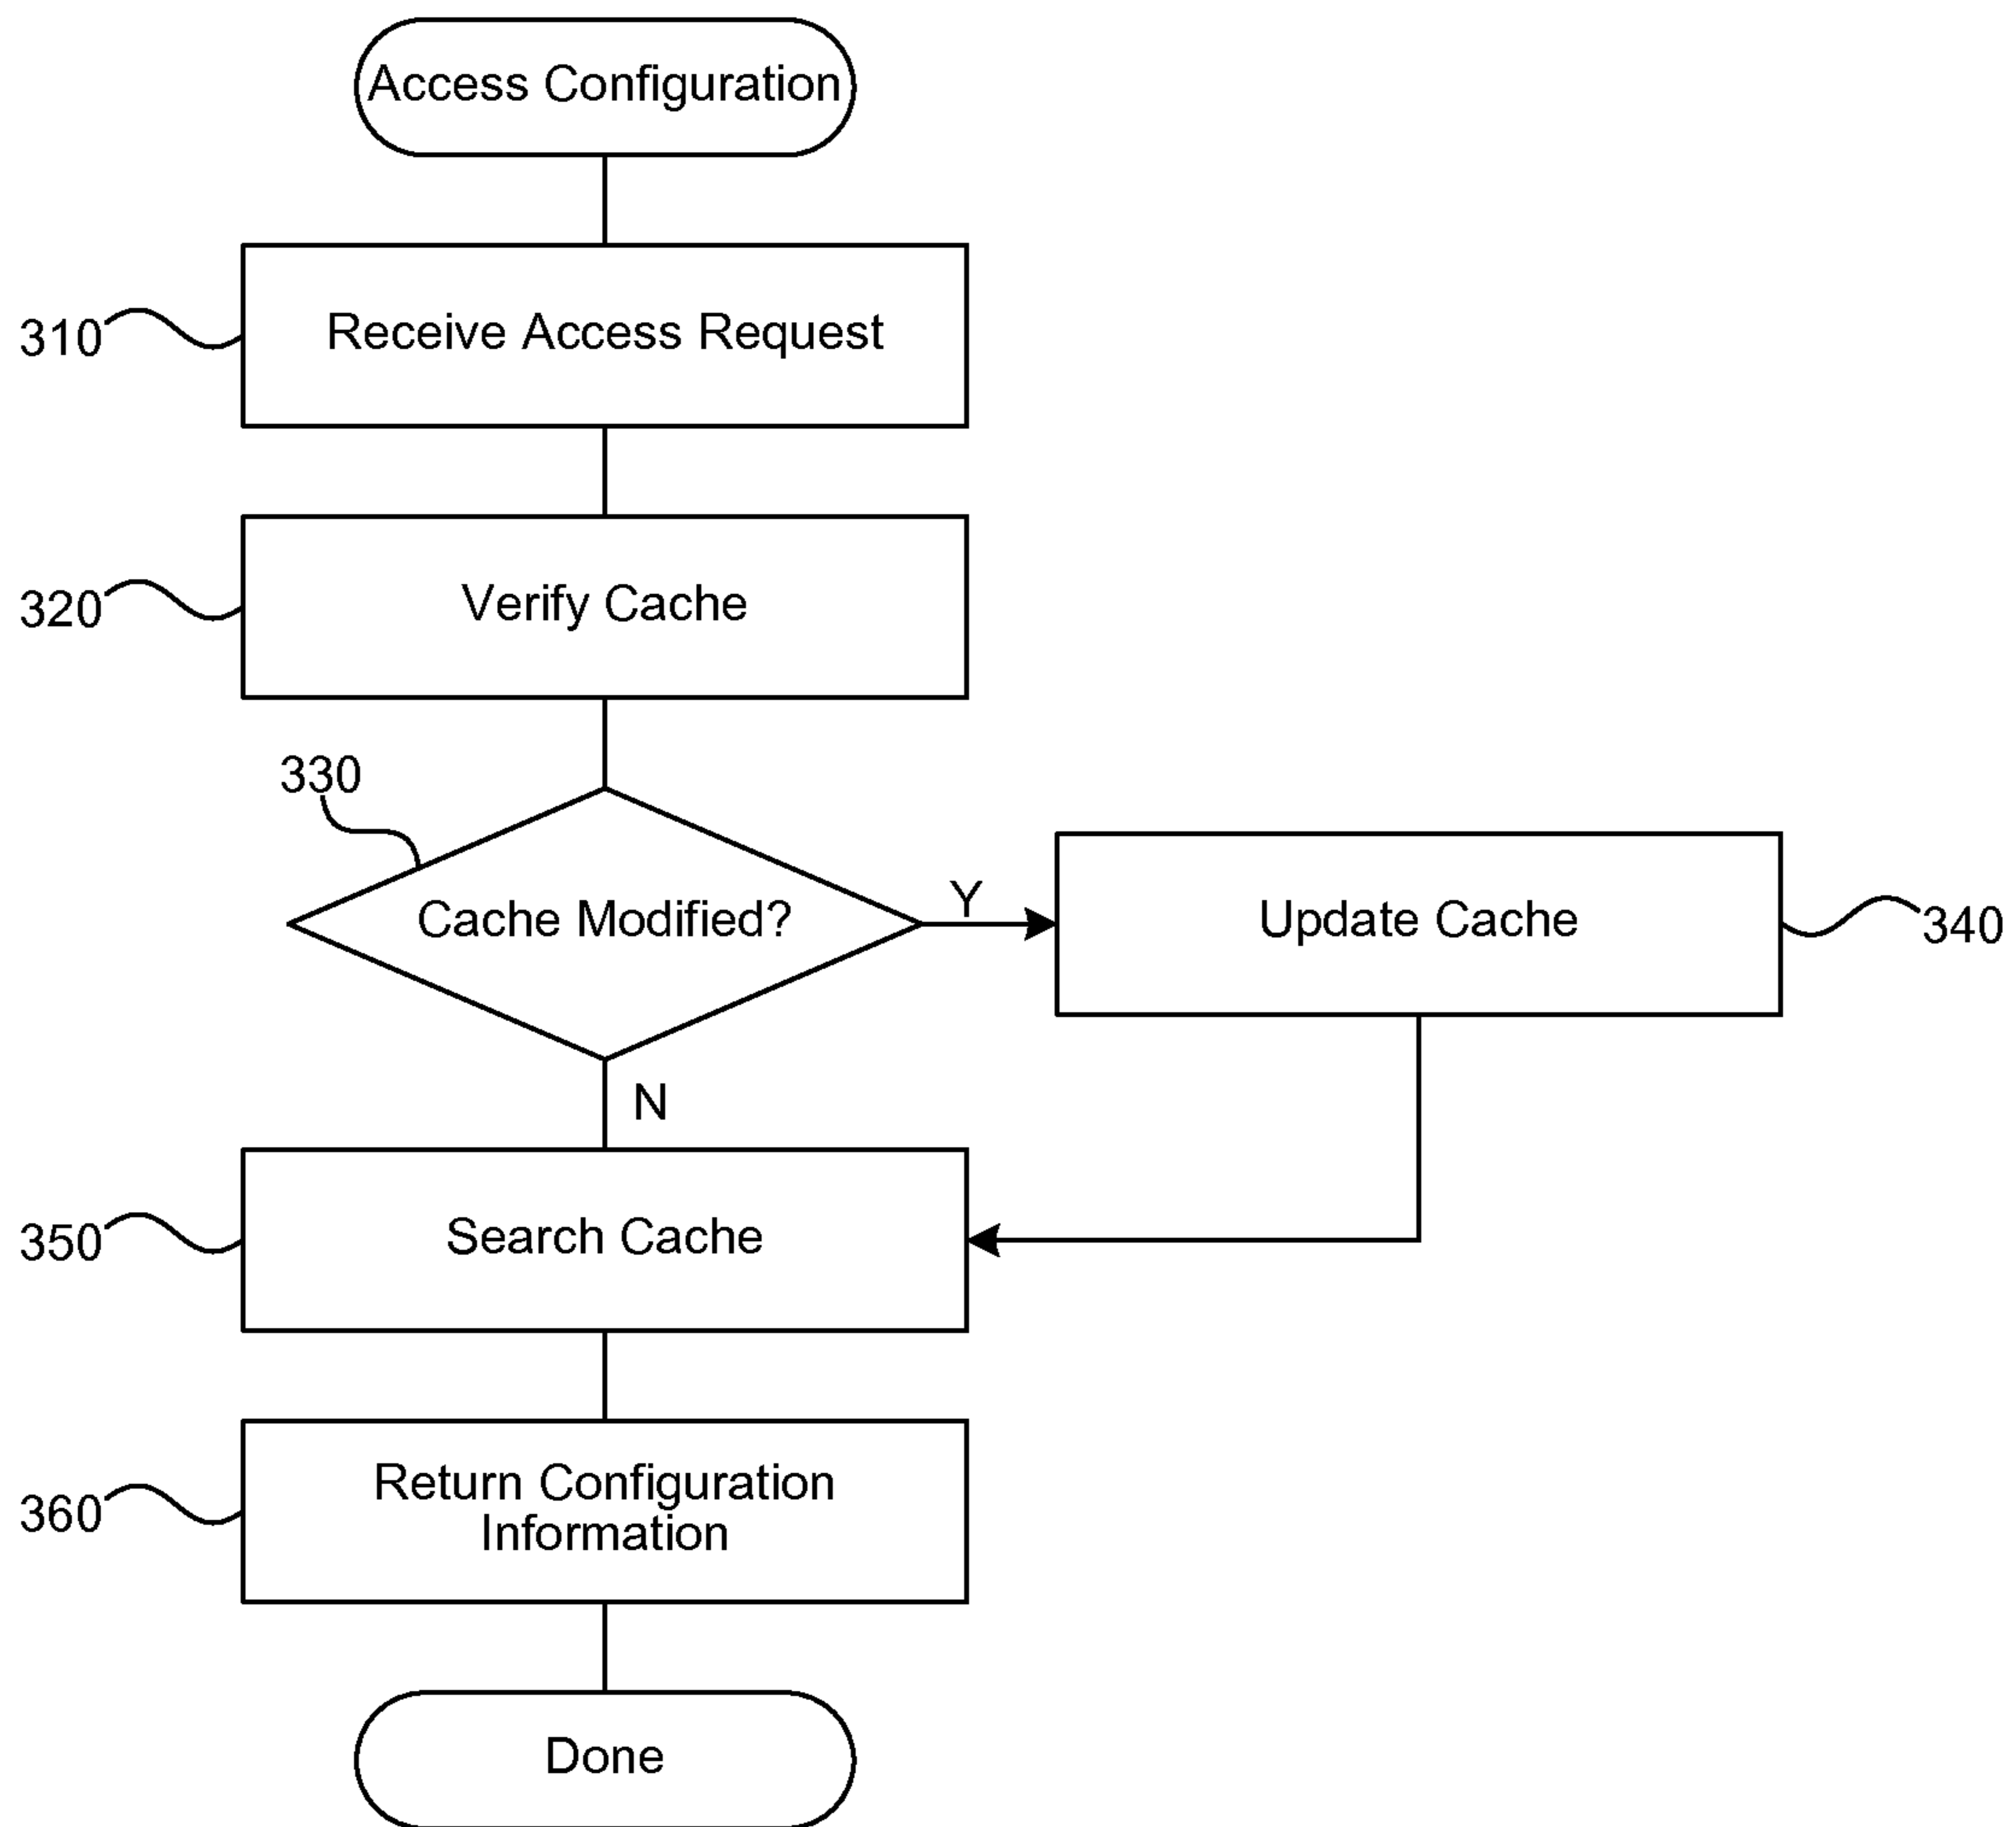 Access Configuration
310
Receive Access Request
320
Verify Cache
330
Cache Modified?
Y
Update Cache
340
N
350
Search Cache
360
Return Configuration
Information
Done